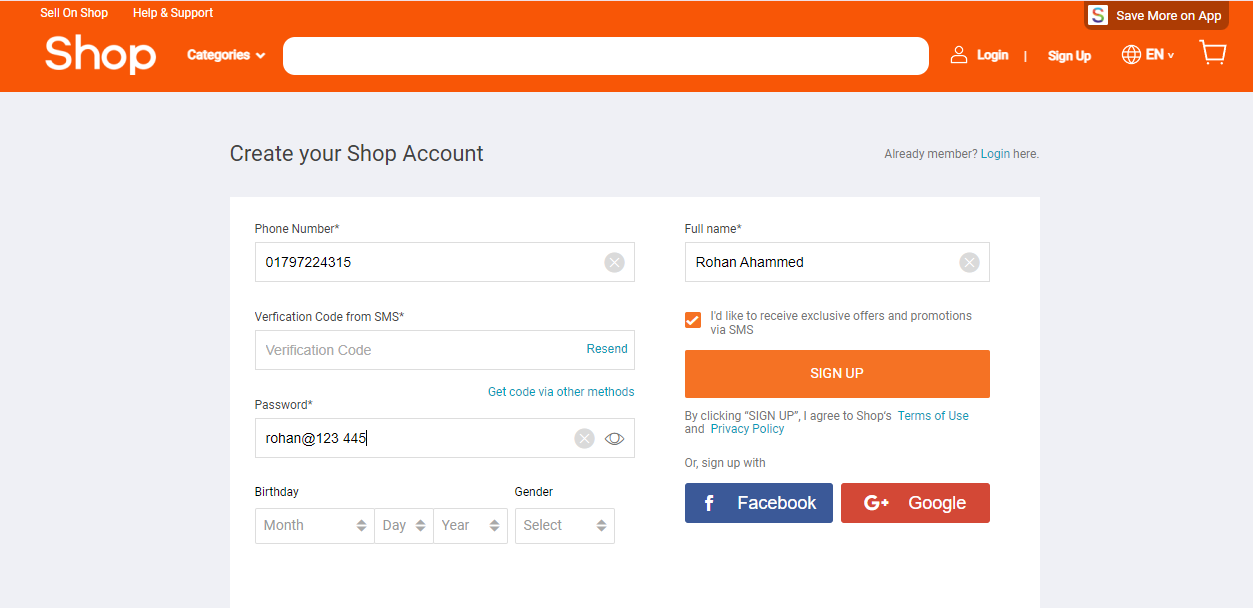 Sell On Shop Help & Support
S Save More on App
Shop Categories Login | Sign Up EN
Create your Shop Account
Already member? Login here.
Phone Number*
01797224315
Verfication Code from SMS*
Verification Code Resend
Get code via other methods
Password*
rohan@123 445
Birthday Gender
Month Day Year Select
Full name*
Rohan Ahammed
I'd like to receive exclusive offers and promotions
via SMS
SIGN UP
By clicking “SIGN UP”, I agree to Shop's Terms of Use
and Privacy Policy
Or, sign up with
f Facebook G+ Google